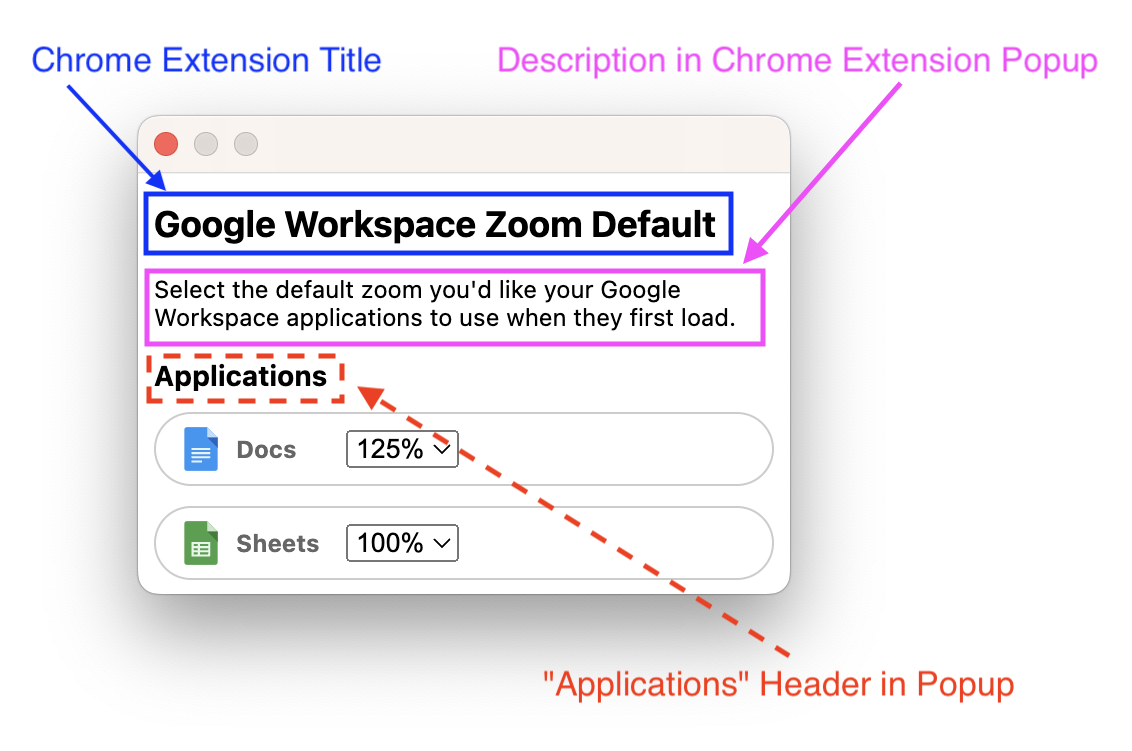 Chrome Extension Title
Description in Chrome Extension Popup
Google Workspace Zoom Default
Select the default zoom you'd like your Google
Workspace applications to use when they first load.
Applications
Docs 125%
Sheets 100%
"Applications" Header in Popup